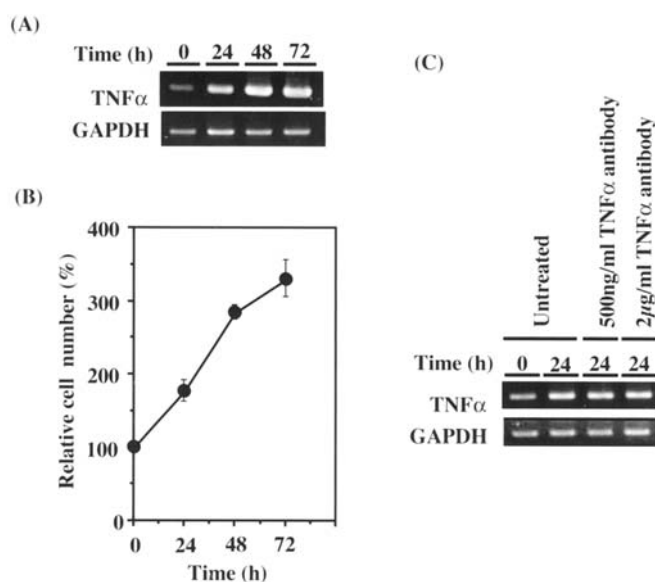 (A)
Time (h) 0 24 48 72
TNFα
GAPDH
(B)
Relative cell number (%)
400
300
200
100
0
0 24 48 72
Time (h)
(C)
Untreated
500ng/ml TNFα antibody
2µg/ml TNFα antibody
Time (h) 0 24 24 24
TNFα
GAPDH